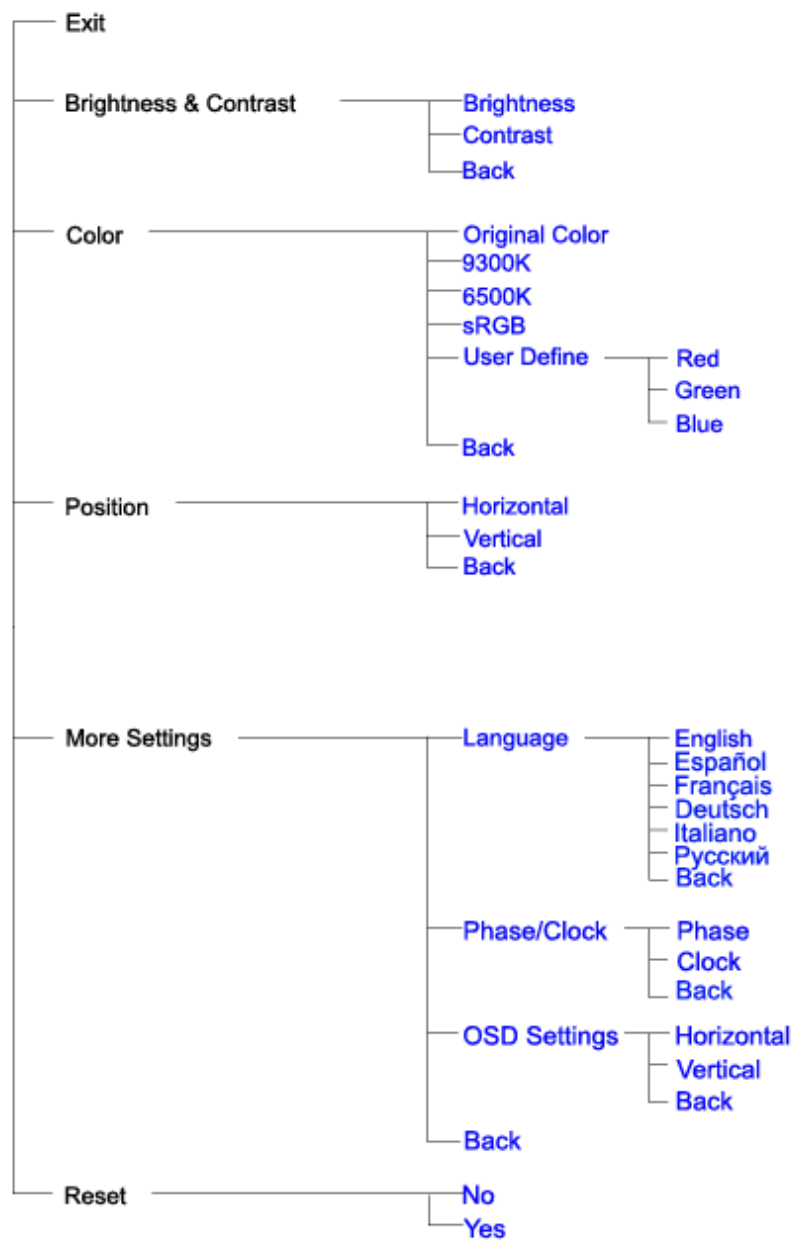 Exit
Brightness & Contrast
Brightness
Contrast
Back
Color
Original Color
9300K
6500K
sRGB
User Define
Red
Green
Blue
Back
Position
Horizontal
Vertical
Back
More Settings
Language
English
Español
Français
Deutsch
Italiano
Русский
Back
Phase/Clock
Phase
Clock
Back
OSD Settings
Horizontal
Vertical
Back
Back
Reset
No
Yes